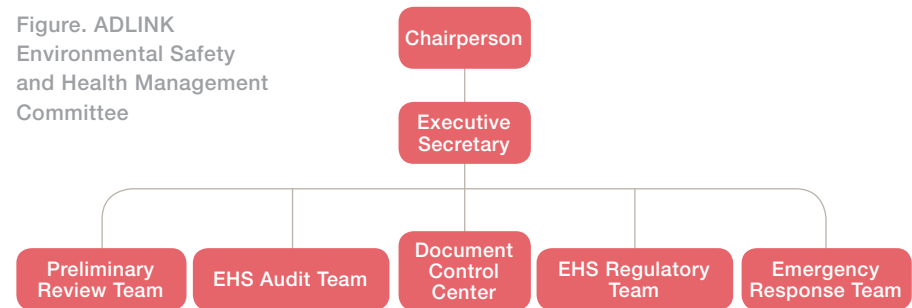 Figure. ADLINK
Environmental Safety
and Health Management
Committee
Chairperson
Executive
Secretary
Preliminary
Review Team
EHS Audit Team
Document
Control
Center
EHS Regulatory
Team
Emergency
Response Team